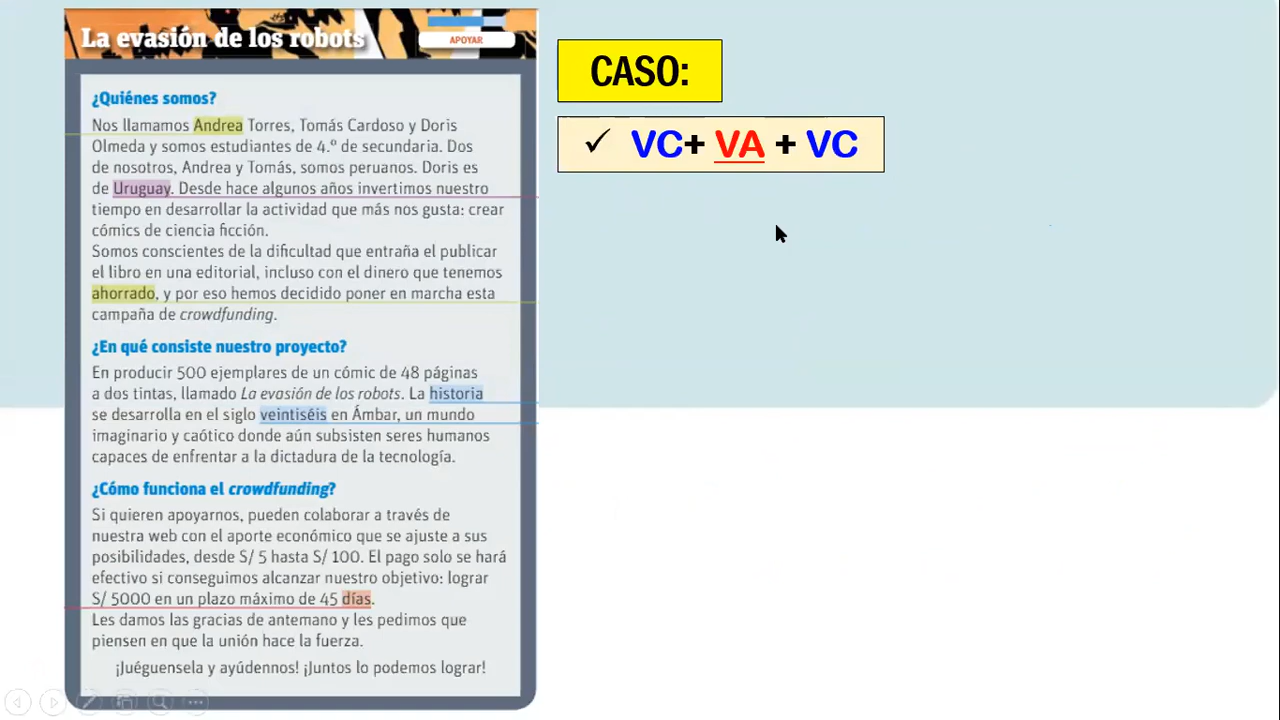 La evasión de los robots
APOYAR
¿Quiénes somos?
Nos llamamos Andrea Torres, Tomás Cardoso y Doris
Olmeda y somos estudiantes de 4.º de secundaria. Dos
de nosotros, Andrea y Tomás, somos peruanos. Doris es
de Uruguay. Desde hace algunos años invertimos nuestro
tiempo en desarrollar la actividad que más nos gusta: crear
cómics de ciencia ficción.
Somos conscientes de la dificultad que entraña el publicar
el libro en una editorial, incluso con el dinero que tenemos
ahorrado, y por eso hemos decidido poner en marcha esta
campaña de crowdfunding.
¿En qué consiste nuestro proyecto?
En producir 500 ejemplares de un cómic de 48 páginas
a dos tintas, llamado La evasión de los robots. La historia
se desarrolla en el siglo veintiséis en Ámbar, un mundo
imaginario y caótico donde aún subsisten seres humanos
capaces de enfrentar a la dictadura de la tecnología.
¿Cómo funciona el crowdfunding?
Si quieren apoyarnos, pueden colaborar a través de
nuestra web con el aporte económico que se ajuste a sus
posibilidades, desde S/ 5 hasta S/ 100. El pago solo se hará
efectivo si conseguimos alcanzar nuestro objetivo: lograr
S/ 5000 en un plazo máximo de 45 días.
Les damos las gracias de antemano y les pedimos que
piensen en que la unión hace la fuerza.
¡Juéguensela y ayúdennos! ¡Juntos lo podemos lograr!
CASO:
✓ VC+ VA + VC